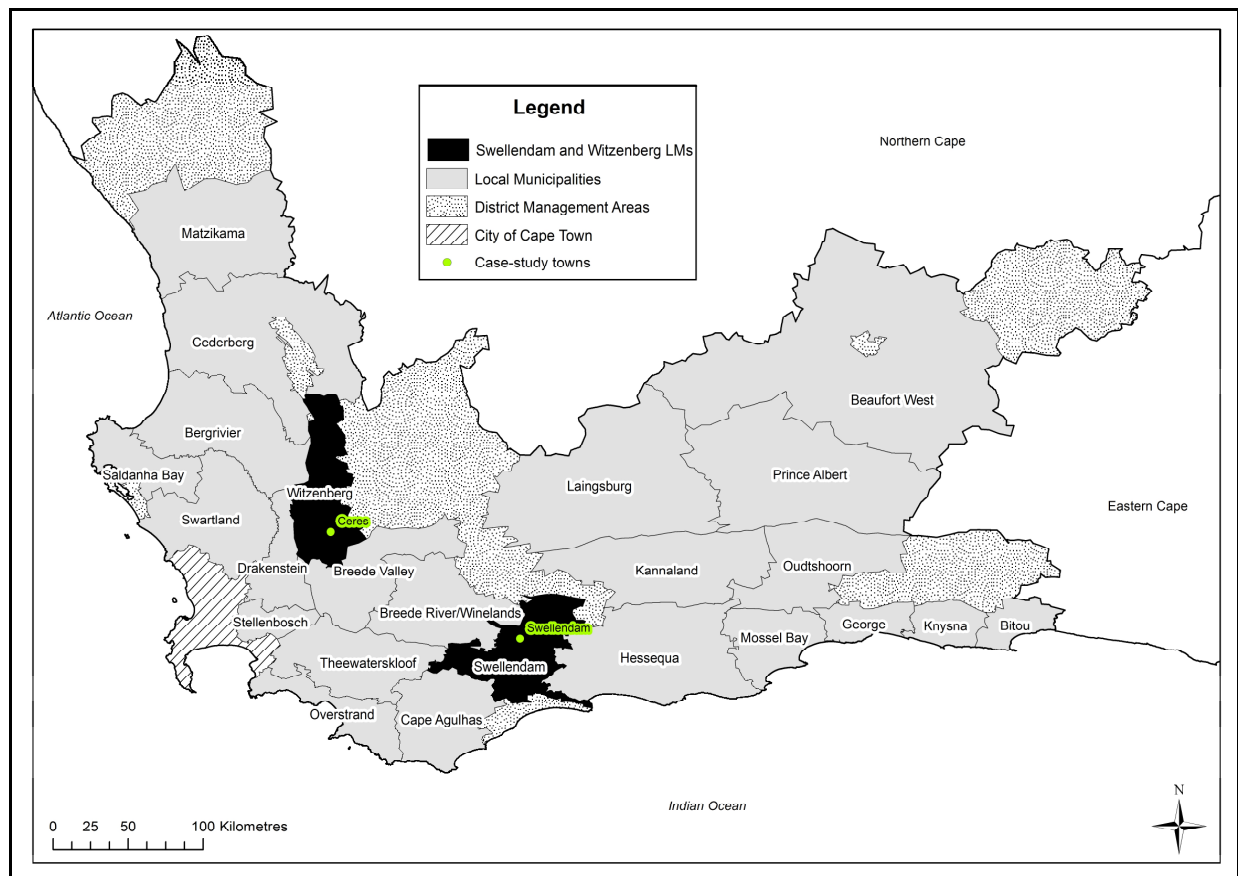 Legend
Swellendam and Witzenberg LMs
Local Municipalities
District Management Areas
City of Cape Town
Case-study towns
Northern Cape
Matzikama
Atlantic Ocean
Cederberg
Beaufort West
Bergrivier
Saldanha Bay
Prince Albert
Laingsburg
Witzenberg
Eastern Cape
Swartland
Ceres
Drakenstein
Breede Valley
Kannaland
Oudtshoorn
Breede River/Winelands
Stellenbosch
Swellendam
George
Knysna
Bitou
Mossel Bay
Hessequa
Theewaterskloof
Swellendam
Overstrand
Cape Agulhas
Indian Ocean
N
0 25 50 100 Kilometres